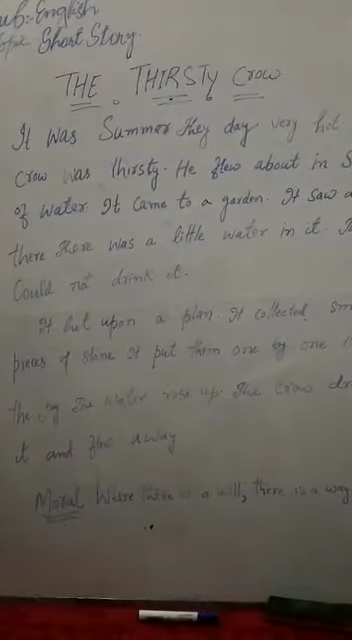 ub:- English
Short Story.
THE THIRSTY Crow
It was Summer they day very hot
Crow was thirsty. He flew about in S
of water. It came to a garden. It saw a
there there was a little water in it.
Could not drink it.
It hit upon a plan. It collected sm
pieces of stone it put them one by one
the water rose up. The crow dr
it and away
Moral Where there is a will, there is a way